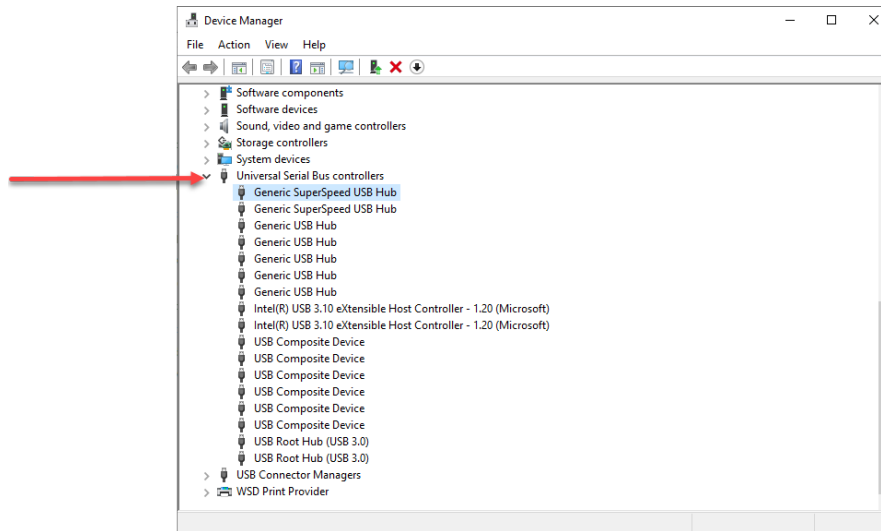 Device Manager
File Action View Help
Software components
Software devices
Sound, video and game controllers
Storage controllers
System devices
Universal Serial Bus controllers
Generic SuperSpeed USB Hub
Generic SuperSpeed USB Hub
Generic USB Hub
Generic USB Hub
Generic USB Hub
Generic USB Hub
Generic USB Hub
Intel(R) USB 3.10 eXtensible Host Controller - 1.20 (Microsoft)
Intel(R) USB 3.10 eXtensible Host Controller - 1.20 (Microsoft)
USB Composite Device
USB Composite Device
USB Composite Device
USB Composite Device
USB Composite Device
USB Composite Device
USB Root Hub (USB 3.0)
USB Root Hub (USB 3.0)
USB Connector Managers
WSD Print Provider